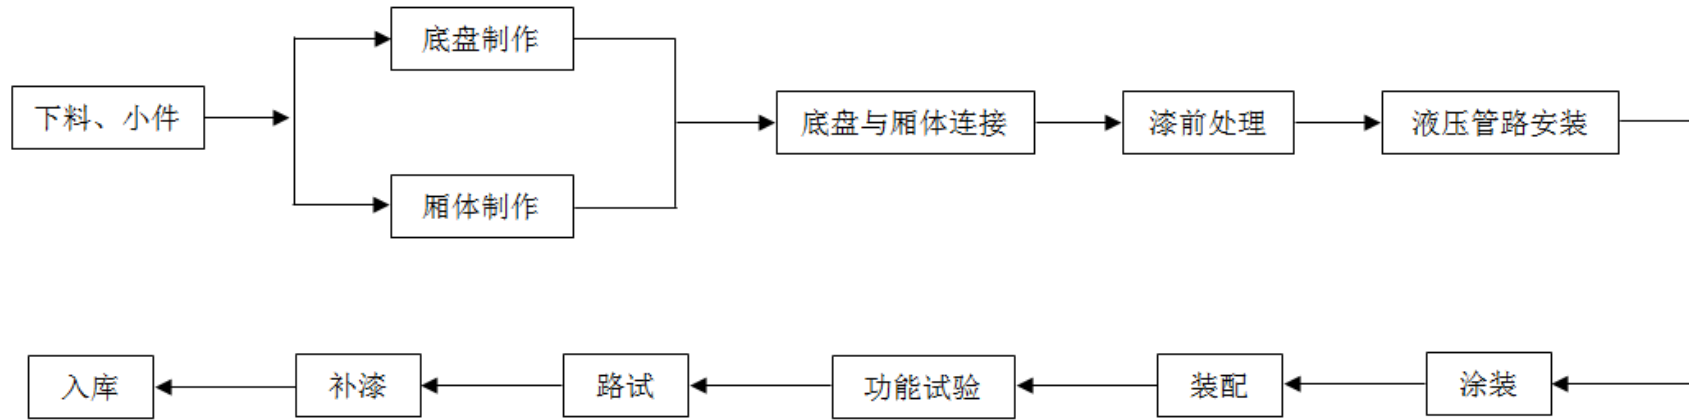 下料、小件
底盘制作
厢体制作
底盘与厢体连接
漆前处理
液压管路安装
涂装
装配
功能试验
路试
补漆
入库